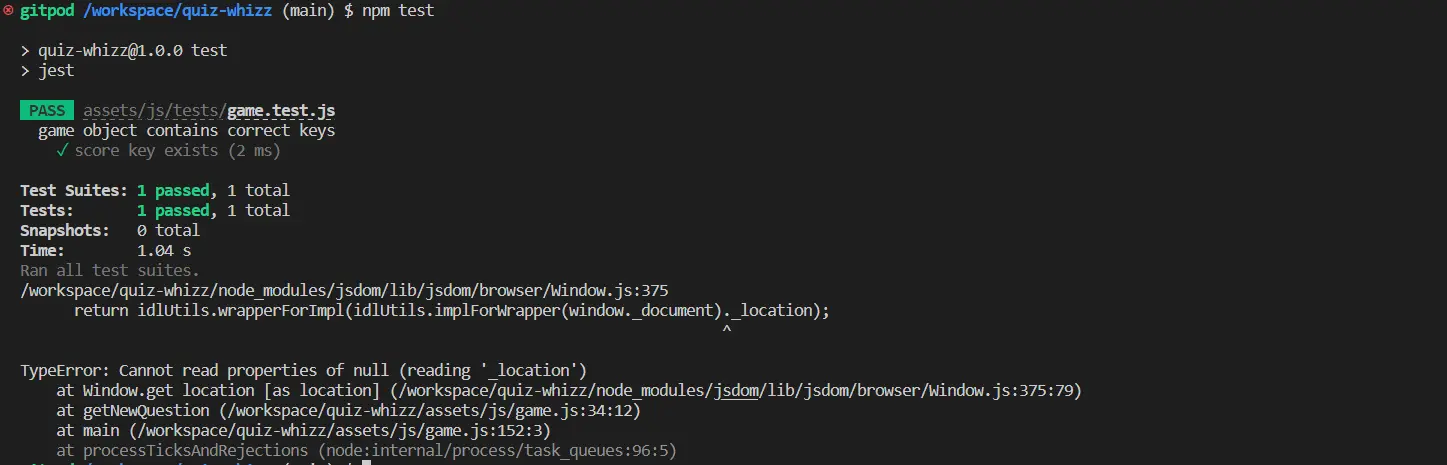 gitpod /workspace/quiz-whizz (main) $ npm test
> quiz-whizz@1.0.0 test
> jest
PASS assets/js/tests/game.test.js
game object contains correct keys
✓ score key exists (2 ms)
Test Suites: 1 passed, 1 total
Tests: 1 passed, 1 total
Snapshots: 0 total
Time: 1.04 s
Ran all test suites.
/workspace/quiz-whizz/node_modules/jsdom/lib/jsdom/browser/Window.js:375
return idlUtils.wrapperForImpl(idlUtils.implForWrapper(window._document)._location);
^
TypeError: Cannot read properties of null (reading '_location')
at Window.get location [as location] (/workspace/quiz-whizz/node_modules/jsdom/lib/jsdom/browser/Window.js:375:79)
at getNewQuestion (/workspace/quiz-whizz/assets/js/game.js:34:12)
at main (/workspace/quiz-whizz/assets/js/game.js:152:3)
at processTicksAndRejections (node:internal/process/task_queues:96:5)